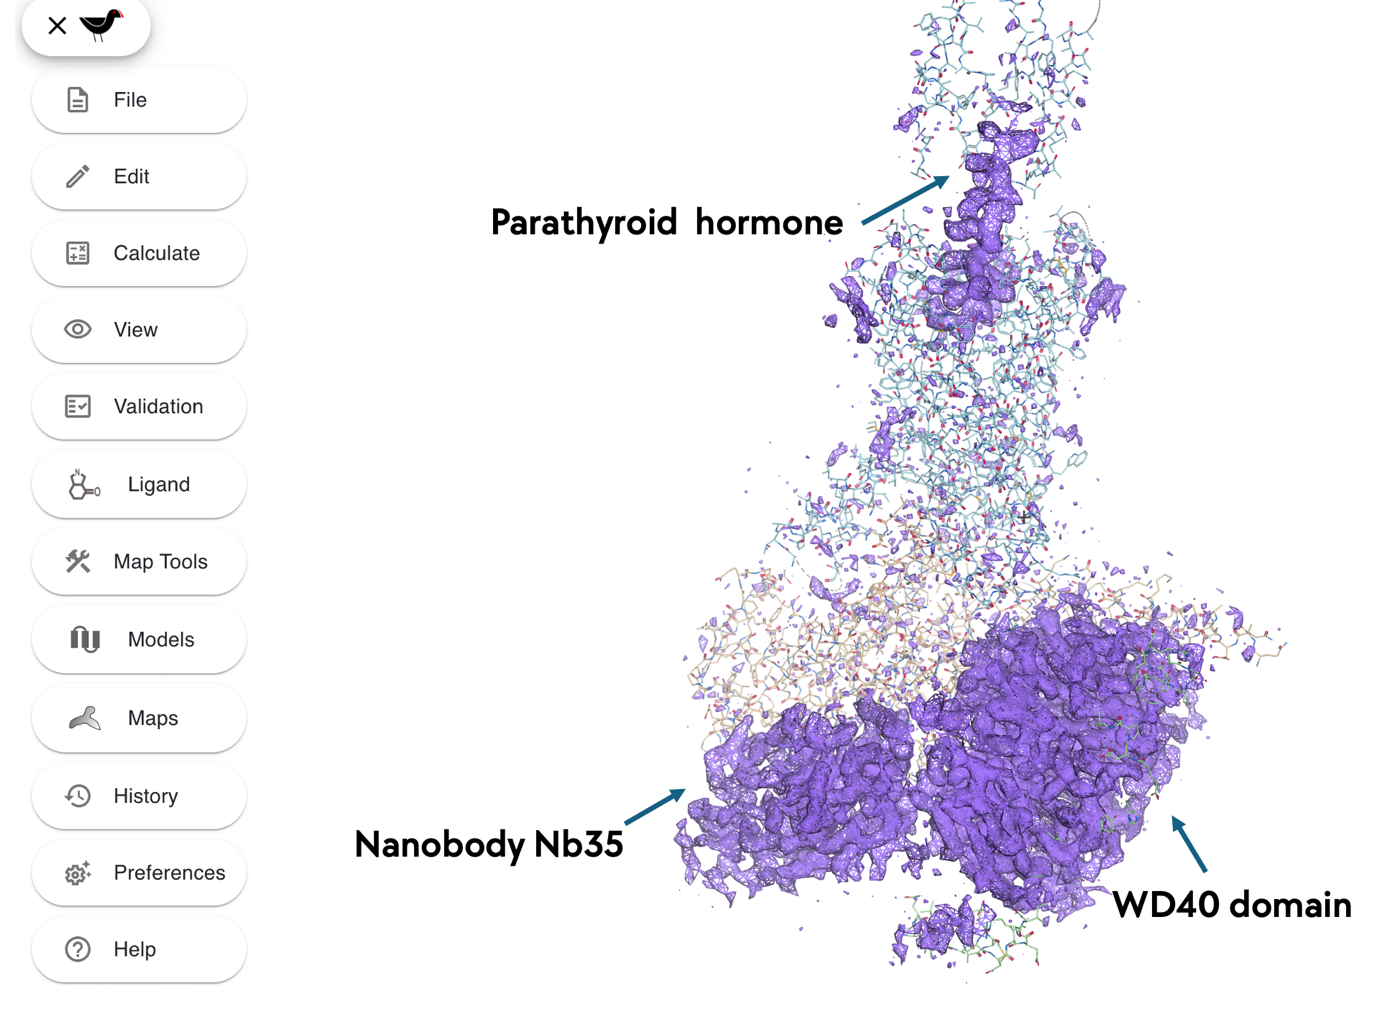 File
Edit
Calculate
View
Validation
Ligand
Map Tools
Models
Maps
History
Preferences
Help
Parathyroid hormone
Nanobody Nb35
WD40 domain